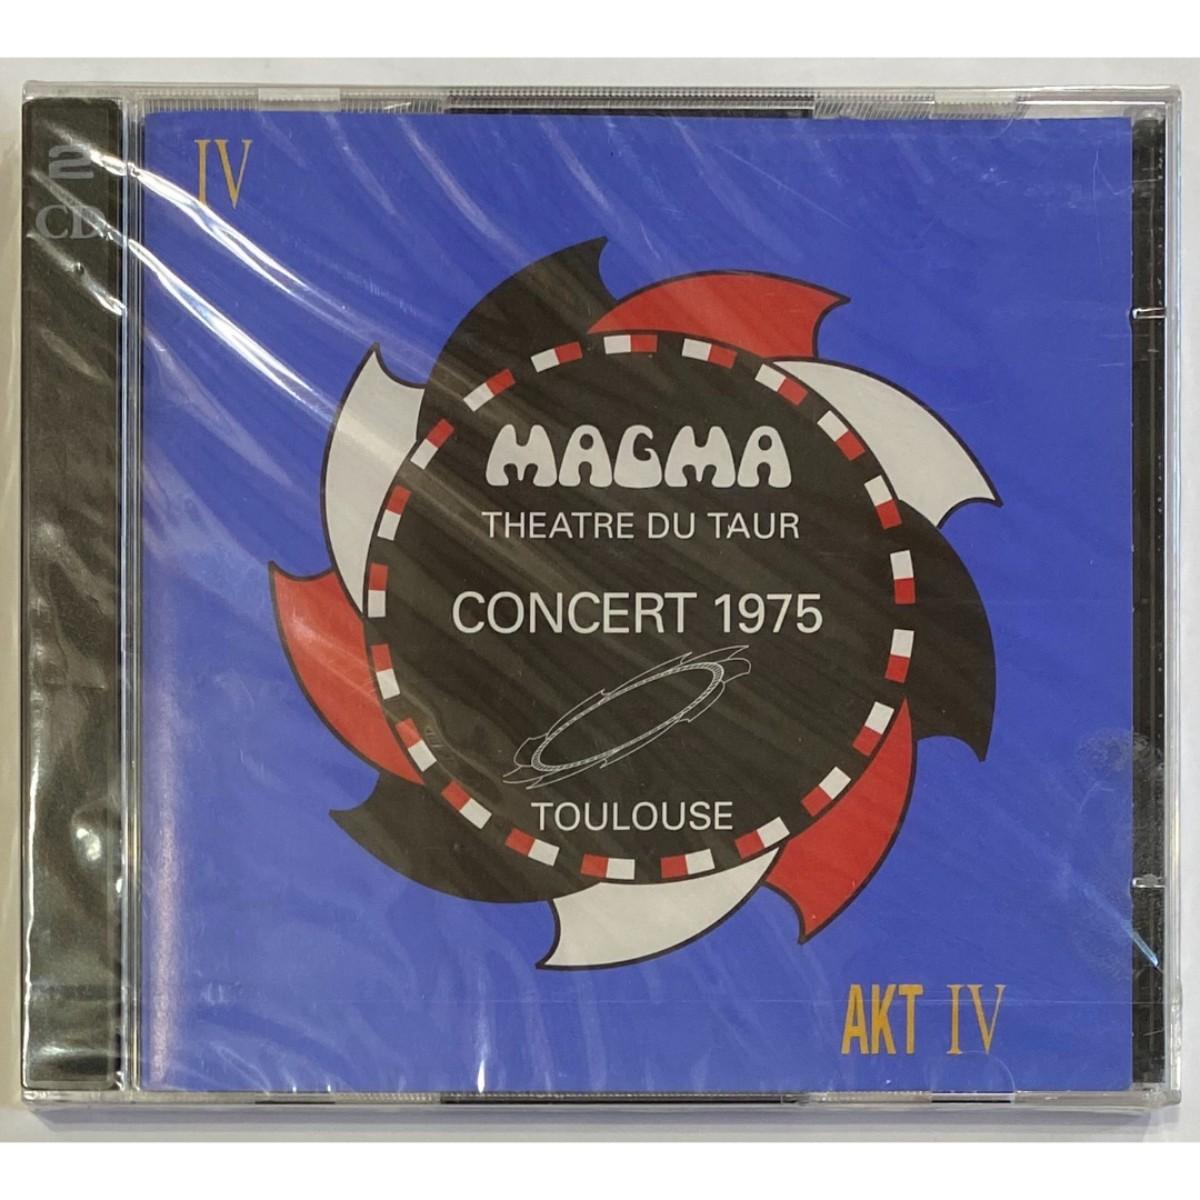 2
CD
IV
MAGMA
THEATRE DU TAUR
CONCERT 1975
TOULOUSE
AKT IV